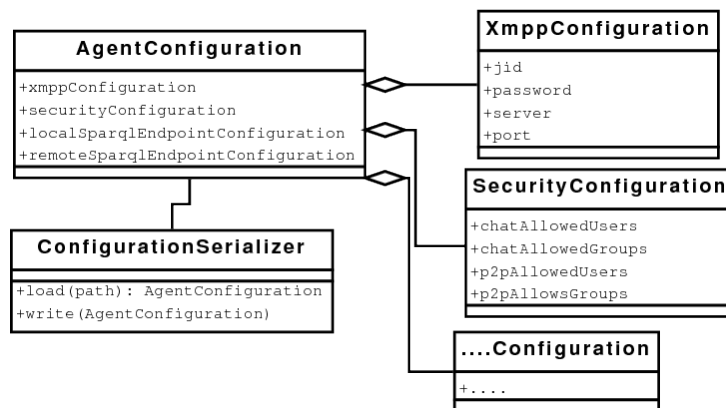 AgentConfiguration
+xmppConfiguration
+securityConfiguration
+localSparqlEndpointConfiguration
+remoteSparqlEndpointConfiguration
XmppConfiguration
+jid
+password
+server
+port
SecurityConfiguration
+chatAllowedUsers
+chatAllowedGroups
+p2pAllowedUsers
+p2pAllowsGroups
ConfigurationSerializer
+load(path): AgentConfiguration
+write(AgentConfiguration)
....Configuration
+....